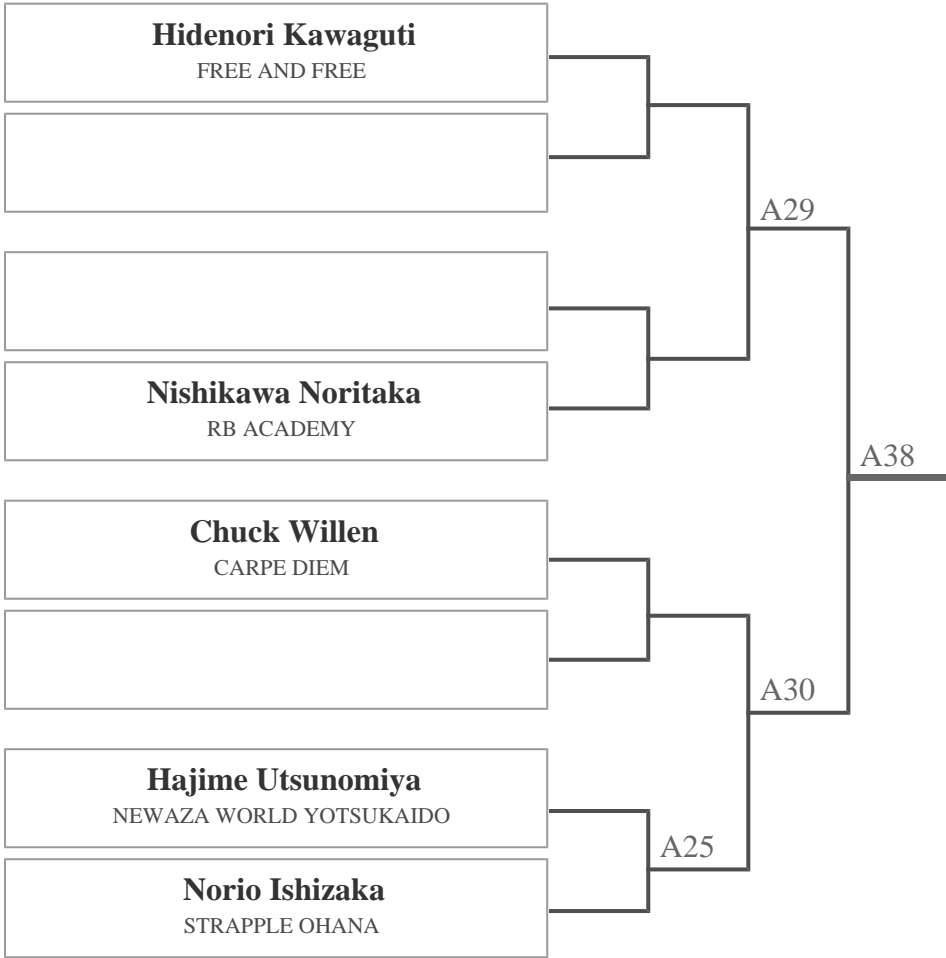 Hidenori Kawaguti
FREE AND FREE
A29
Nishikawa Noritaka
RB ACADEMY
A38
Chuck Willen
CARPE DIEM
A30
Hajime Utsunomiya
NEWAZA WORLD YOTSUKAIDO
A25
Norio Ishizaka
STRAPPLE OHANA